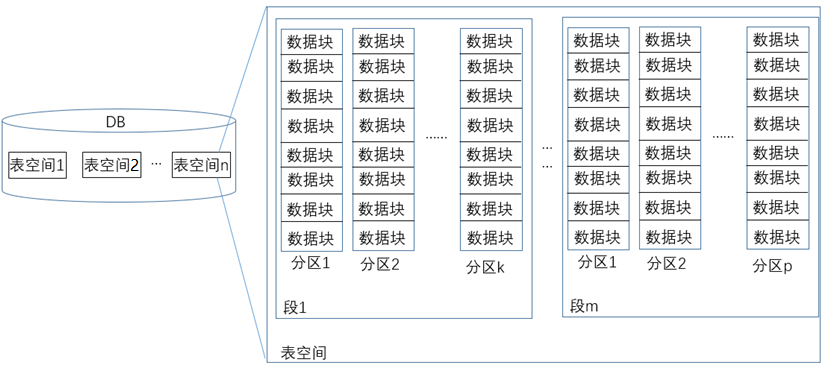 DB
表空间1 表空间2 ... 表空间n
数据块 数据块 数据块 数据块 数据块 数据块
数据块 数据块 数据块 数据块 数据块 数据块
数据块 数据块 数据块 数据块 数据块 数据块
数据块 数据块 ...... 数据块 数据块 数据块 ...... 数据块
数据块 数据块 数据块 ... 数据块 数据块 数据块
数据块 数据块 数据块 ... 数据块 数据块 数据块
数据块 数据块 数据块 数据块 数据块 数据块
数据块 数据块 数据块 数据块 数据块 数据块
分区1 分区2 分区k 分区1 分区2 分区p
段1 段m
表空间